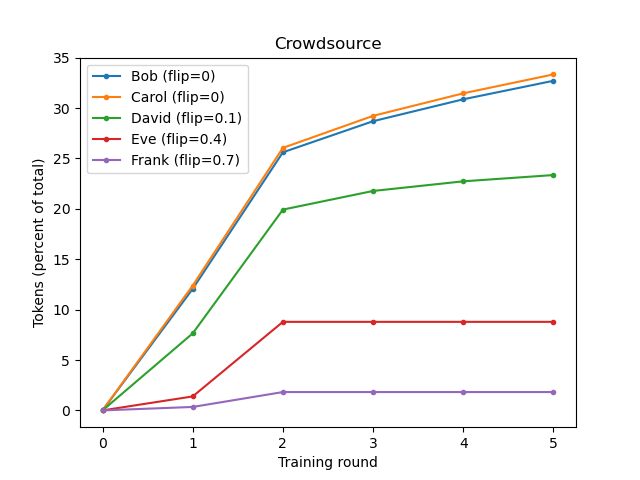 Crowdsource
Tokens (percent of total)
35
30
25
20
15
10
5
0
Bob (flip=0)
Carol (flip=0)
David (flip=0.1)
Eve (flip=0.4)
Frank (flip=0.7)
0 1 2 3 4 5
Training round